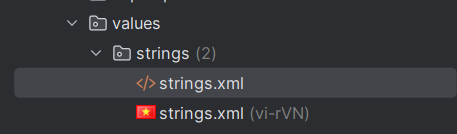 values
strings (2)
strings.xml
strings.xml (vi-rVN)